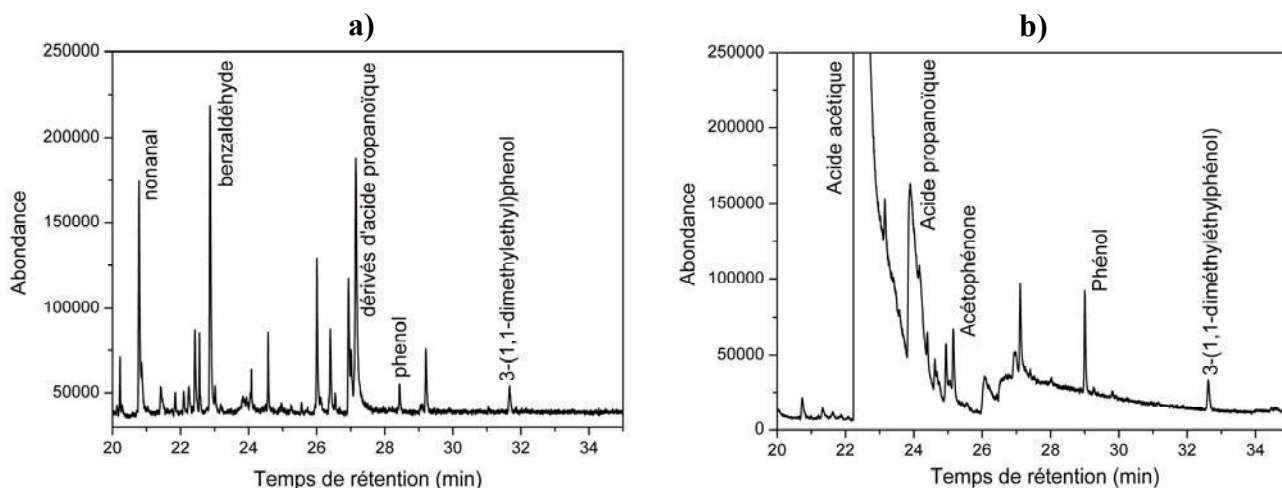 a)
250000
200000
150000
100000
50000
20
22
24
26
28
30
32
34
Abondance
Temps de rétention (min)
nonanal
benzaldéhyde
dérivés d'acide propanoïque
phenol
3-(1,1-dimethylethyl)phenol
b)
250000
200000
150000
100000
50000
0
20
22
24
26
28
30
32
34
Abondance
Temps de rétention (min)
Acide acétique
Acide propanoïque
Acétophénone
Phénol
3-(1,1-diméthyléthylphénol)